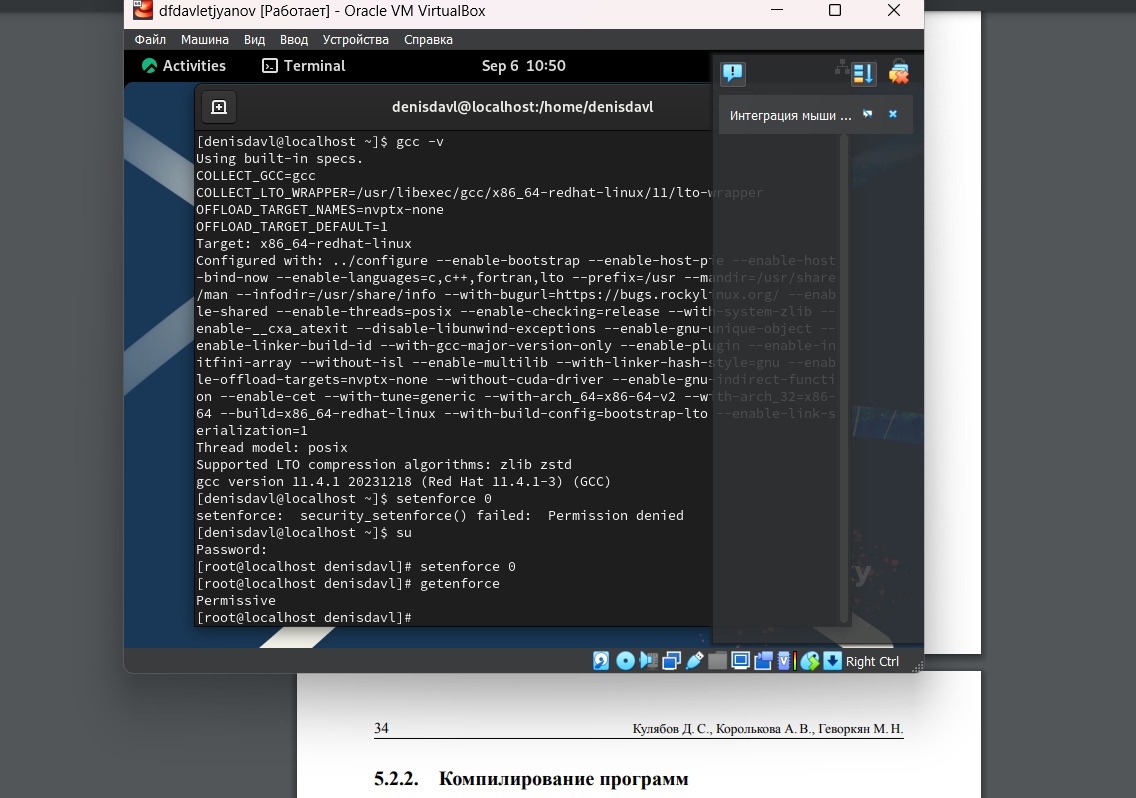 dfdavletjyanov [Работает] - Oracle VM VirtualBox
Файл Машина Вид Ввод Устройства Справка
Activities Terminal Sep 6 10:50
denisdavl@localhost:/home/denisdavl
Интеграция мыши ...
[denisdavl@localhost ~]$ gcc -v
Using built-in specs.
COLLECT_GCC=gcc
COLLECT_LTO_WRAPPER=/usr/libexec/gcc/x86_64-redhat-linux/11/lto-wrapper
OFFLOAD_TARGET_NAMES=nvptx-none
OFFLOAD_TARGET_DEFAULT=1
Target: x86_64-redhat-linux
Configured with: ../configure --enable-bootstrap --enable-host-pie --enable-host
-bind-now --enable-languages=c,c++,fortran,lto --prefix=/usr --mandir=/usr/share
/man --infodir=/usr/share/info --with-bugurl=https://bugs.rockylinux.org/ --enab
le-shared --enable-threads=posix --enable-checking=release --with-system-zlib --
enable-__cxa_atexit --disable-libunwind-exceptions --enable-gnu-unique-object --
enable-linker-build-id --with-gcc-major-version-only --enable-plugin --enable-in
itfini-array --without-isl --enable-multilib --with-linker-hash-style=gnu --enab
le-offload-targets=nvptx-none --without-cuda-driver --enable-gnu-indirect-functi
on --enable-cet --with-tune=generic --with-arch_64=x86-64-v2 --with-arch_32=x86-
64 --build=x86_64-redhat-linux --with-build-config=bootstrap-lto --enable-link-s
erialization=1
Thread model: posix
Supported LTO compression algorithms: zlib zstd
gcc version 11.4.1 20231218 (Red Hat 11.4.1-3) (GCC)
[denisdavl@localhost ~]$ setenforce 0
setenforce:  security_setenforce() failed:  Permission denied
[denisdavl@localhost ~]$ su
Password:
[root@localhost denisdavl]# setenforce 0
[root@localhost denisdavl]# getenforce
Permissive
[root@localhost denisdavl]#
Right Ctrl
34 Кулябов Д. С., Королькова А. В., Геворкян М. Н.
5.2.2. Компилирование программ